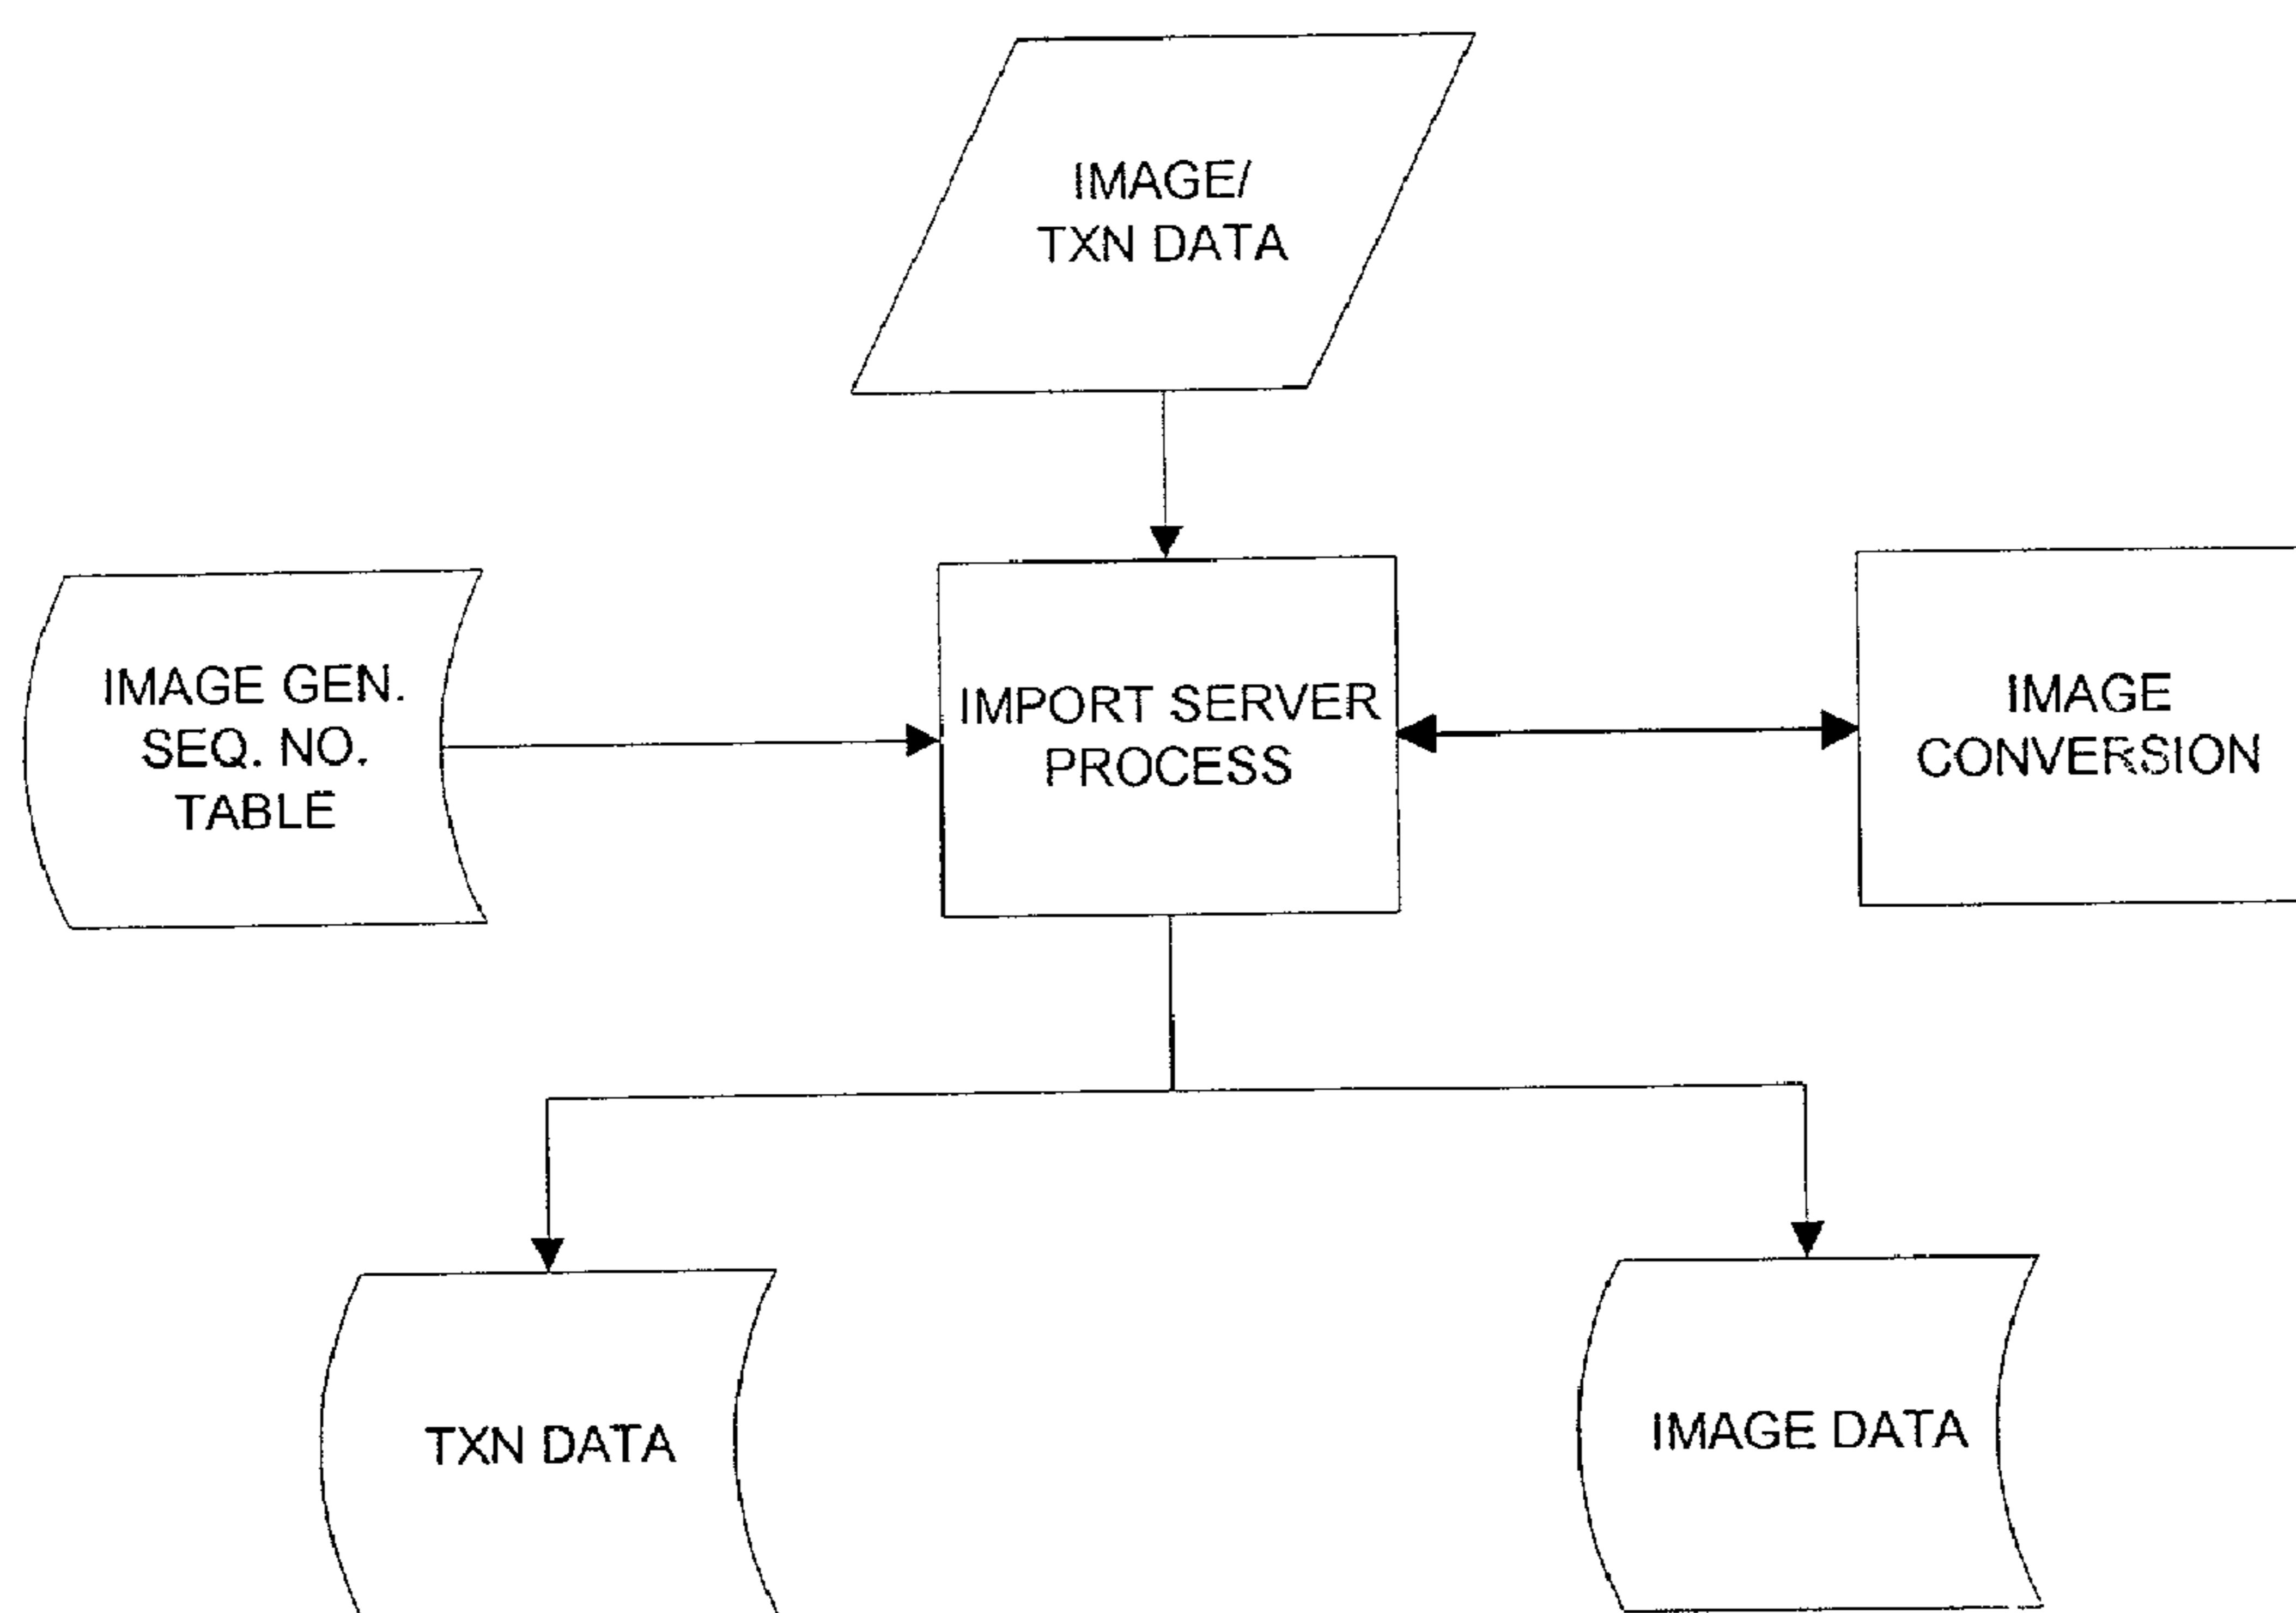 IMAGE/
TXN DATA
IMAGE GEN.
SEQ. NO.
TABLE
IMPORT SERVER
PROCESS
IMAGE
CONVERSION
TXN DATA
IMAGE DATA